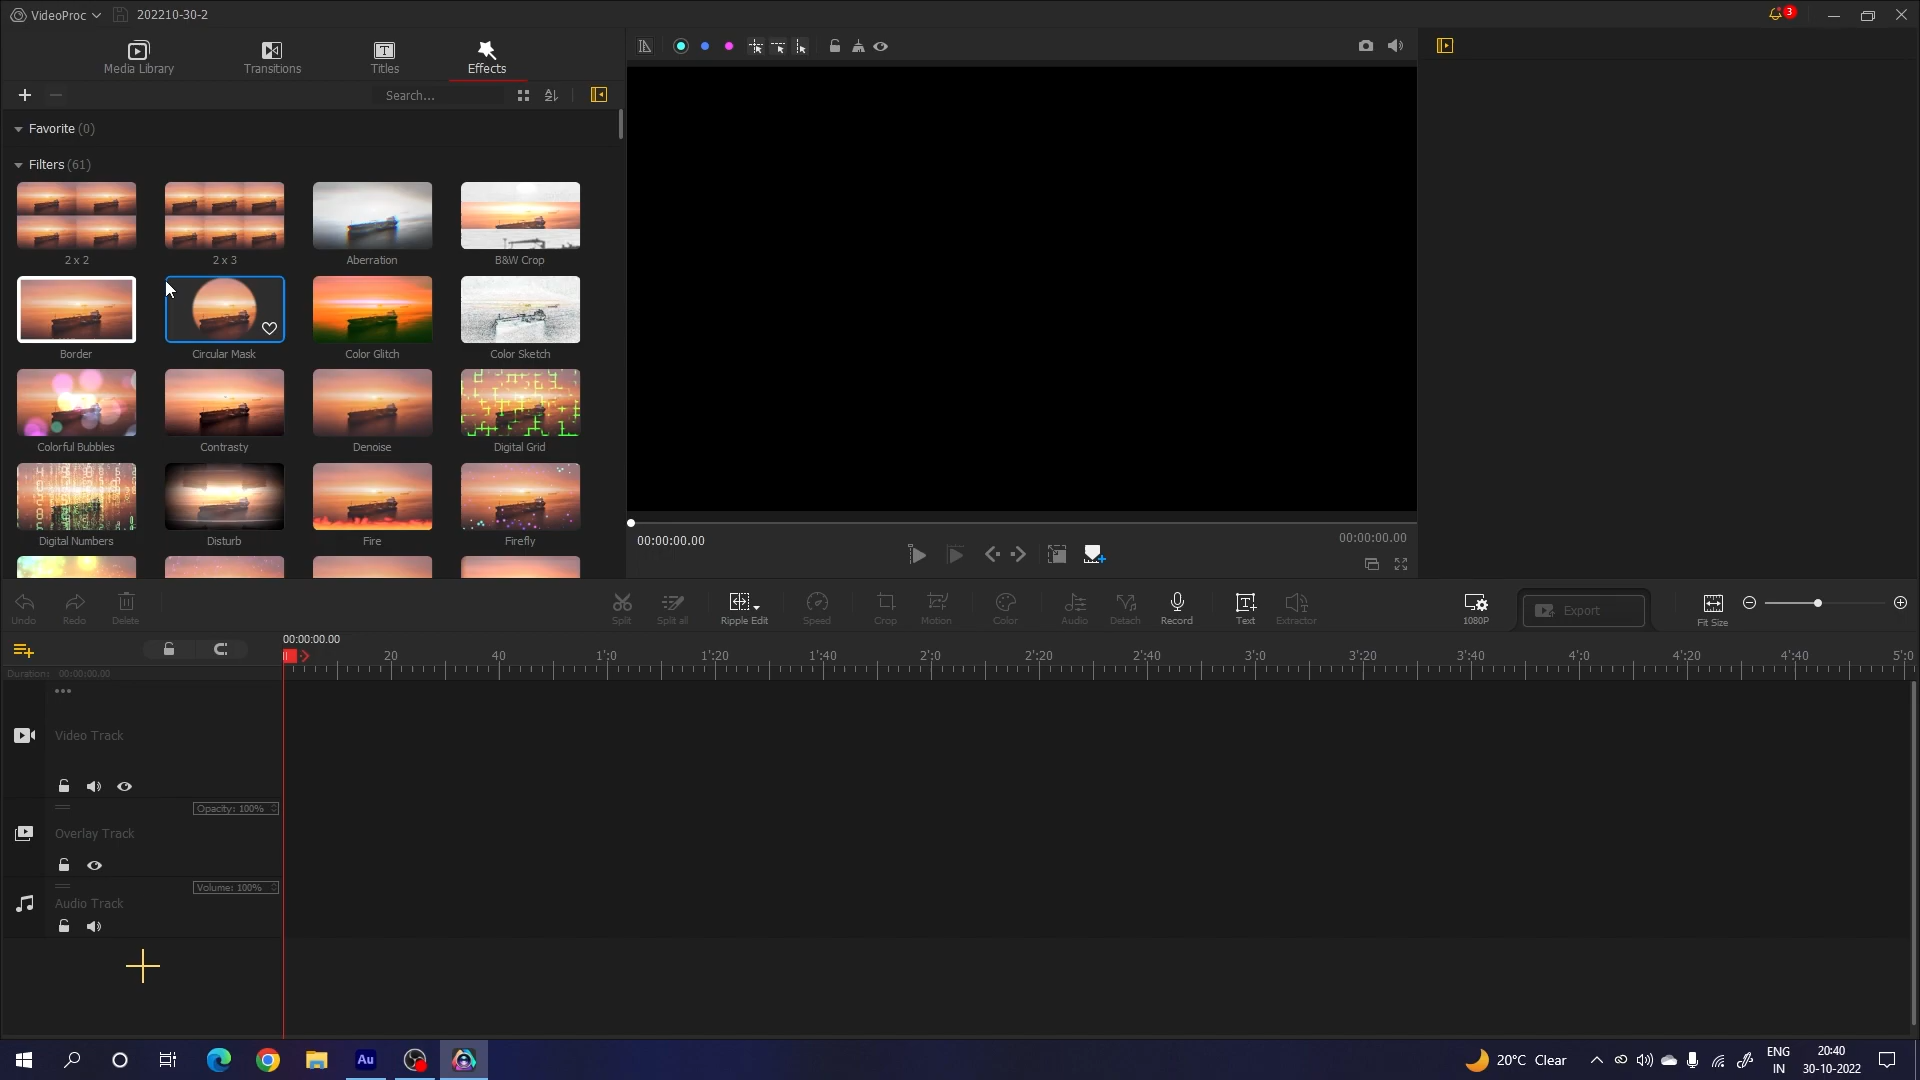 VideoProc
202210-30-2
3
Media Library
Transitions
Titles
Effects
Search...
Favorite (0)
Filters (61)
2 x 2
2 x 3
Aberration
B&W Crop
Border
Circular Mask
Color Glitch
Color Sketch
Colorful Bubbles
Contrasty
Denoise
Digital Grid
Digital Numbers
Disturb
Fire
Firefly
00:00:00.00
00:00:00.00
Undo
Redo
Delete
Split
Split all
Ripple Edit
Speed
Crop
Motion
Color
Audio
Detach
Record
Text
Extractor
1080P
Export
Fit Size
00:00:00.00
20
40
1':0
1':20
1':40
2':0
2':20
2':40
3':0
3':20
3':40
4':0
4':20
4':40
5':0
Duration: 00:00:00.00
Video Track
Opacity: 100%
Overlay Track
Volume: 100%
Audio Track
Au
20°C Clear
ENG
IN
20:40
30-10-2022